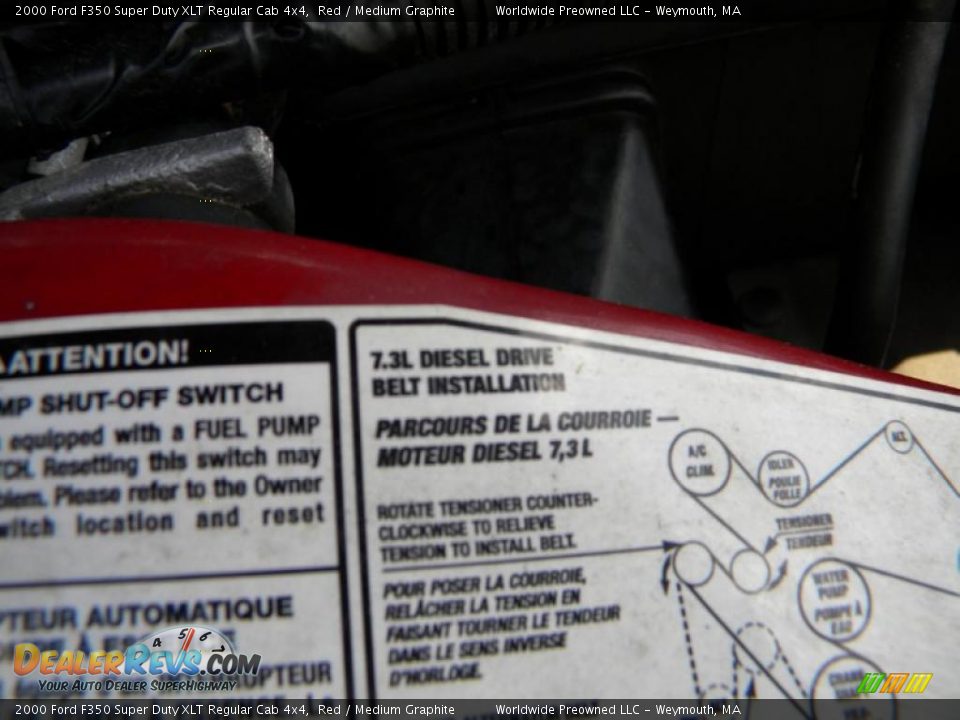 2000 Ford F350 Super Duty XLT Regular Cab 4x4, Red / Medium Graphite Worldwide Preowned LLC - Weymouth, MA
ATTENTION!
MP SHUT-OFF SWITCH
equipped with a FUEL PUMP
TCH. Resetting this switch may
blem. Please refer to the Owner
witch location and reset
PTEUR AUTOMATIQUE
RUPTEUR
7.3L DIESEL DRIVE
BELT INSTALLATION
PARCOURS DE LA COURROIE —
MOTEUR DIESEL 7,3 L
ROTATE TENSIONER COUNTER-
CLOCKWISE TO RELIEVE
TENSION TO INSTALL BELT.
POUR POSER LA COURROIE,
RELÂCHER LA TENSION EN
FAISANT TOURNER LE TENDEUR
DANS LE SENS INVERSE
D'HORLOGE.
A/C
CLIM.
IDLER
POULIE
FOLLE
TENSIONER
TENDEUR
WATER
PUMP
POMPE À
EAU
4 5 6
DEALERREVS.COM
Your Auto Dealer SuperHighway
2000 Ford F350 Super Duty XLT Regular Cab 4x4, Red / Medium Graphite Worldwide Preowned LLC - Weymouth, MA